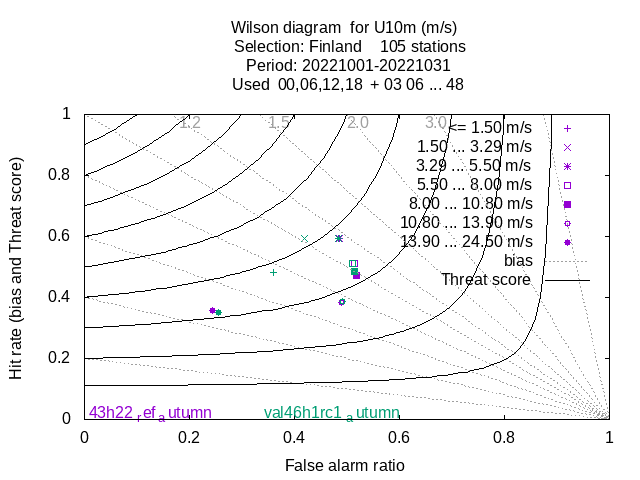 Wilson diagram  for U10m (m/s)
Selection: Finland    105 stations
Period: 20221001-20221031
Used  00,06,12,18  + 03 06 ... 48
1
1.2
1.5
2.0
3.0
<= 1.50 m/s
1.50 ... 3.29 m/s
3.29 ... 5.50 m/s
5.50 ... 8.00 m/s
8.00 ... 10.80 m/s
10.80 ... 13.90 m/s
13.90 ... 24.50 m/s
bias
Threat score
0.8
0.6
0.4
0.2
0
Hit rate (bias and Threat score)
43h22refautumn
val46h1rc1autumn
0
0.2
0.4
0.6
0.8
1
False alarm ratio